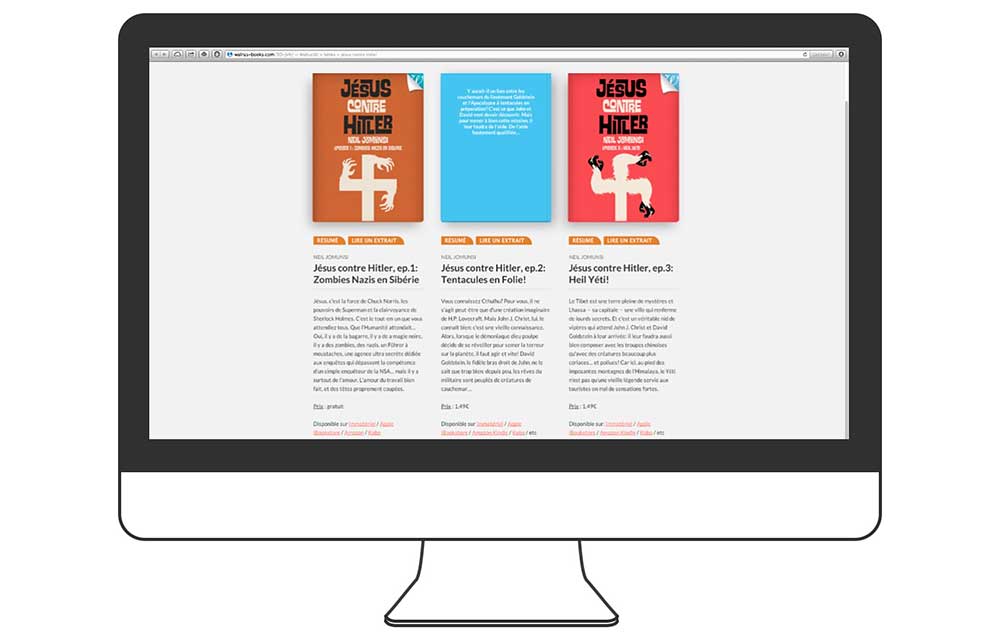 walrus-books.com
JÉSUS
CONTRE
HITLER
NEIL JOMUNSI
EPISODE 1 : ZOMBIES NAZIS EN SIBÉRIE
Y aurait-il un lien entre les
cauchemars du lieutenant Goldstein
et l'Apocalypse à tentacules en
préparation? C'est ce que John et
David vont devoir découvrir. Mais
pour mener à bien cette mission, il
leur faudra de l'aide. De l'aide
hautement qualifiée...
JÉSUS
CONTRE
HITLER
NEIL JOMUNSI
EPISODE 3 : HEIL YÉTI!
RÉSUMÉ LIRE UN EXTRAIT
NEIL JOMUNSI
Jésus contre Hitler, ep.1:
Zombies Nazis en Sibérie
Jésus, c'est la force de Chuck Norris, les
pouvoirs de Superman et la clairvoyance de
Sherlock Holmes. C'est le tout-en-un que vous
attendiez tous. Que l'Humanité attendait...
Oui, il y a de la bagarre, il y a de la magie noire,
il y a des zombies, des nazis, un Führer à
moustaches, une agence ultra secrète dédiée
aux enquêtes qui dépassent la compétence
d'un simple enquêteur de la NSA... mais il y a
surtout de l'amour. L'amour du travail bien
fait, et des têtes proprement coupées.
Prix : gratuit
Disponible sur Immatériel / Apple
iBookstore / Amazon / Kobo
RÉSUMÉ LIRE UN EXTRAIT
NEIL JOMUNSI
Jésus contre Hitler, ep.2:
Tentacules en Folie!
Vous connaissez Cthulhu? Pour vous, il ne
s'agit peut-être que d'une création imaginaire
de H.P. Lovecraft. Mais John J. Christ, lui, le
connaît bien: c'est une vieille connaissance.
Alors, lorsque le démoniaque dieu poulpe
décide de se réveiller pour semer la terreur
sur la planète, il faut agir et vite! David
Goldstein, le fidèle bras droit de John, ne le
sait que trop bien: depuis peu, les rêves du
militaire sont peuplés de créatures de
cauchemar...
Prix : 1,49€
Disponible sur Immatériel / Apple
iBookstore / Amazon Kindle / Kobo / etc
RÉSUMÉ LIRE UN EXTRAIT
NEIL JOMUNSI
Jésus contre Hitler, ep.3:
Heil Yéti!
Le Tibet est une terre pleine de mystères et
Lhassa — sa capitale — une ville qui renferme
de lourds secrets. Et c'est un véritable nid de
vipères qui attend John J. Christ et David
Goldstein à leur arrivée: il leur faudra aussi
bien composer avec les troupes chinoises
qu'avec des créatures beaucoup plus
coriaces... et poilues! Car ici, au pied des
imposantes montagnes de l'Himalaya, le Yéti
n'est pas qu'une vieille légende servie aux
touristes en mal de sensations fortes.
Prix : 1,49€
Disponible sur Immatériel / Apple
iBookstore / Amazon Kindle / Kobo / etc